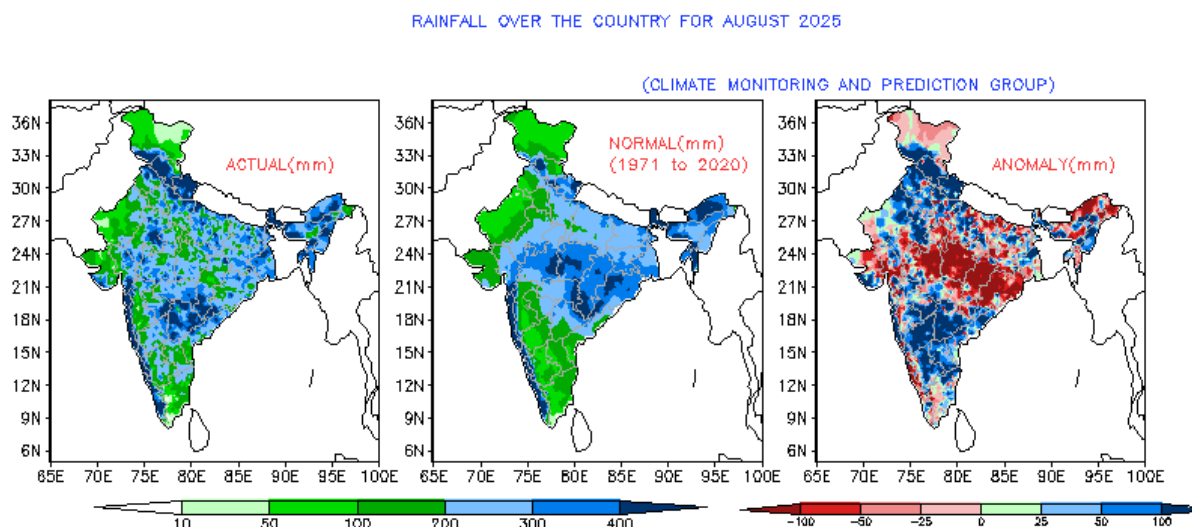 RAINFALL OVER THE COUNTRY FOR AUGUST 2025
(CLIMATE MONITORING AND PREDICTION GROUP)
36N
33N
30N
27N
24N
21N
18N
15N
12N
9N
6N
ACTUAL(mm)
65E 70E 75E 80E 85E 90E 95E 100E
36N
33N
30N
27N
24N
21N
18N
15N
12N
9N
6N
NORMAL(mm)
(1971 to 2020)
65E 70E 75E 80E 85E 90E 95E 100E
36N
33N
30N
27N
24N
21N
18N
15N
12N
9N
6N
ANOMALY(mm)
65E 70E 75E 80E 85E 90E 95E 100E
10 50 100 200 300 400
-100 -50 -25 0 25 50 100